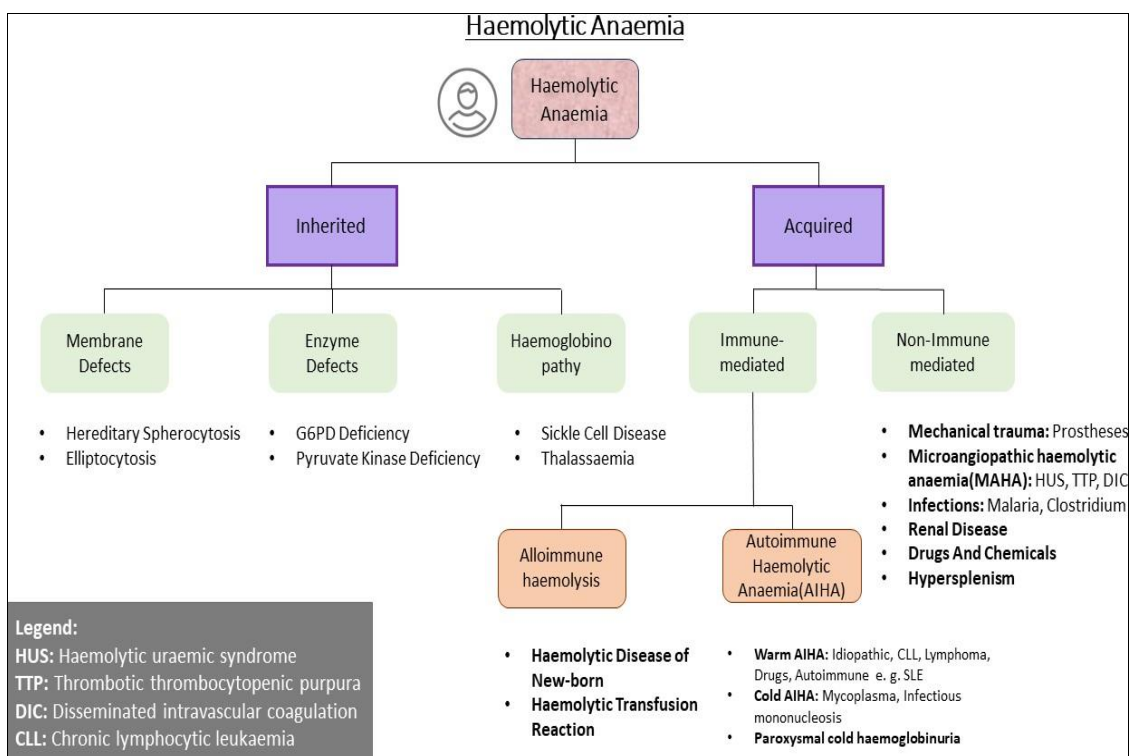 Haemolytic Anaemia
Haemolytic
Anaemia
Inherited
Acquired
Membrane
Defects
Enzyme
Defects
Haemoglobino
pathy
Immune-
mediated
Non-Immune
mediated
• Hereditary Spherocytosis
• Elliptocytosis
• G6PD Deficiency
• Pyruvate Kinase Deficiency
• Sickle Cell Disease
• Thalassaemia
• Mechanical trauma: Prostheses
• Microangiopathic haemolytic
anaemia(MAHA): HUS, TTP, DIC
• Infections: Malaria, Clostridium
• Renal Disease
• Drugs And Chemicals
• Hypersplenism
Alloimmune
haemolysis
Autoimmune
Haemolytic
Anaemia(AIHA)
• Haemolytic Disease of
New-born
• Haemolytic Transfusion
Reaction
• Warm AIHA: Idiopathic, CLL, Lymphoma,
Drugs, Autoimmune e. g. SLE
• Cold AIHA: Mycoplasma, Infectious
mononucleosis
• Paroxysmal cold haemoglobinuria
Legend:
HUS: Haemolytic uraemic syndrome
TTP: Thrombotic thrombocytopenic purpura
DIC: Disseminated intravascular coagulation
CLL: Chronic lymphocytic leukaemia